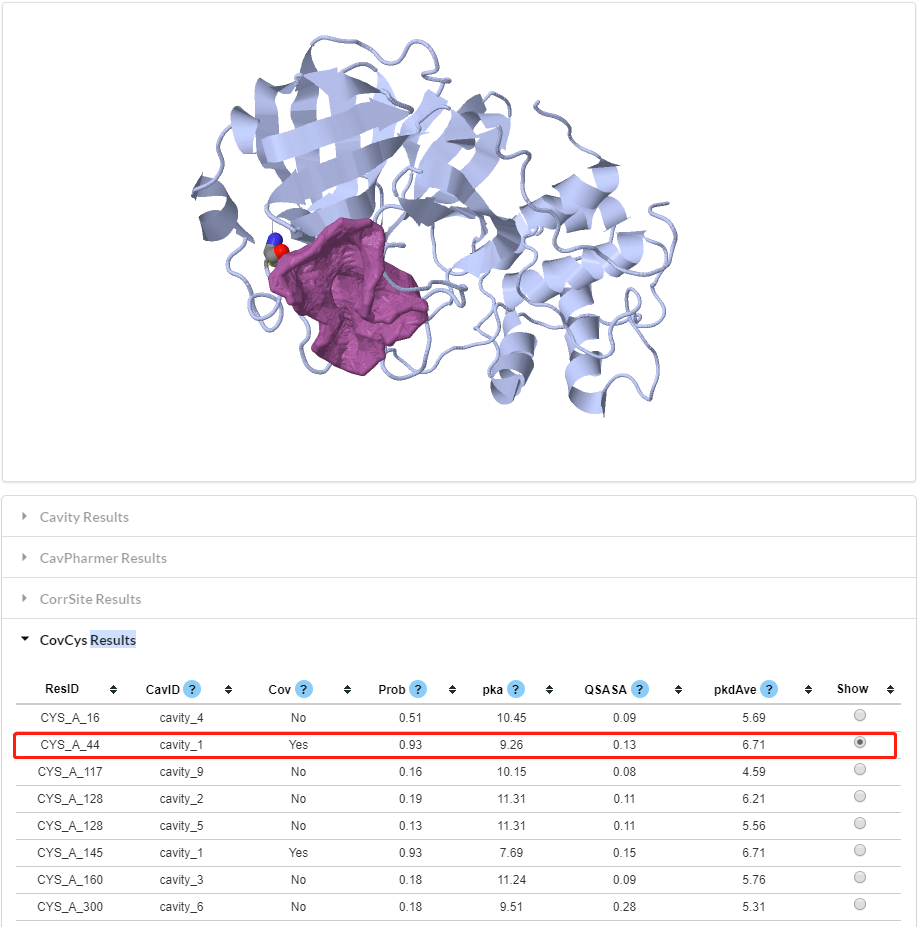 Cavity Results
CavPharmer Results
CorrSite Results
CovCys Results
ResID CavID ? Cov ? Prob ? pka ? QSASA ? pkdAve ? Show
CYS_A_16 cavity_4 No 0.51 10.45 0.09 5.69
CYS_A_44 cavity_1 Yes 0.93 9.26 0.13 6.71
CYS_A_117 cavity_9 No 0.16 10.15 0.08 4.59
CYS_A_128 cavity_2 No 0.19 11.31 0.11 6.21
CYS_A_128 cavity_5 No 0.13 11.31 0.11 5.56
CYS_A_145 cavity_1 Yes 0.93 7.69 0.15 6.71
CYS_A_160 cavity_3 No 0.18 11.24 0.09 5.76
CYS_A_300 cavity_6 No 0.18 9.51 0.28 5.31